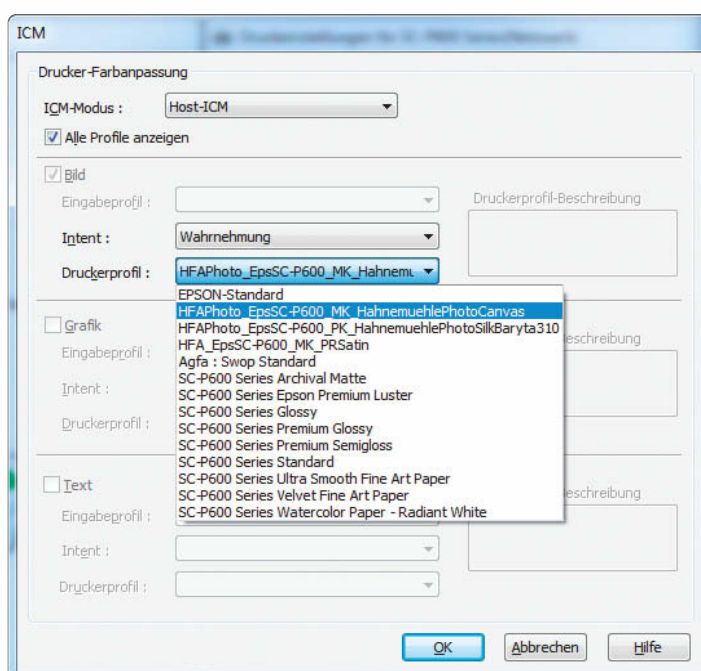 ICM
Drucker-Farbanpassung
ICM-Modus : Host-ICM
Alle Profile anzeigen
Bild
Eingabeprofil : Druckerprofil-Beschreibung
Intent : Wahrnehmung
Druckerprofil : HFAPhoto_EpsSC-P600_MK_Hahnemu
EPSON-Standard
HFAPhoto_EpsSC-P600_MK_HahnemuehlePhotoCanvas
Grafik
HFAPhoto_EpsSC-P600_PK_HahnemuehlePhotoSilkBaryta310
eschreibung
Eingabeprofil :
HFA_EpsSC-P600_MK_PRSatin
Agfa : Swop Standard
SC-P600 Series Archival Matte
Intent :
SC-P600 Series Epson Premium Luster
SC-P600 Series Glossy
Druckerprofil :
SC-P600 Series Premium Glossy
SC-P600 Series Premium Semigloss
SC-P600 Series Standard
SC-P600 Series Ultra Smooth Fine Art Paper
Text
SC-P600 Series Velvet Fine Art Paper
eschreibung
Eingabeprofil :
SC-P600 Series Watercolor Paper - Radiant White
Intent :
Druckerprofil :
OK Abbrechen Hilfe